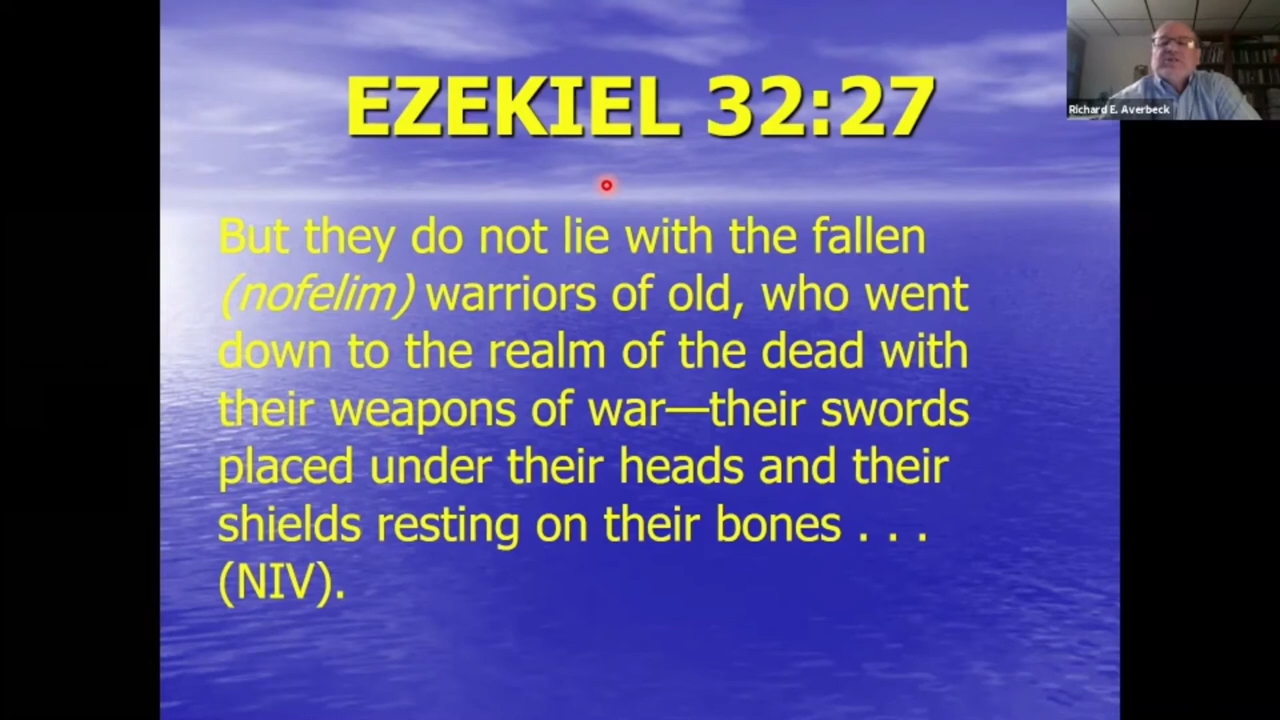 EZEKIEL 32:27
Richard E. Averbeck
But they do not lie with the fallen
(nofelim) warriors of old, who went
down to the realm of the dead with
their weapons of war—their swords
placed under their heads and their
shields resting on their bones . . .
(NIV).